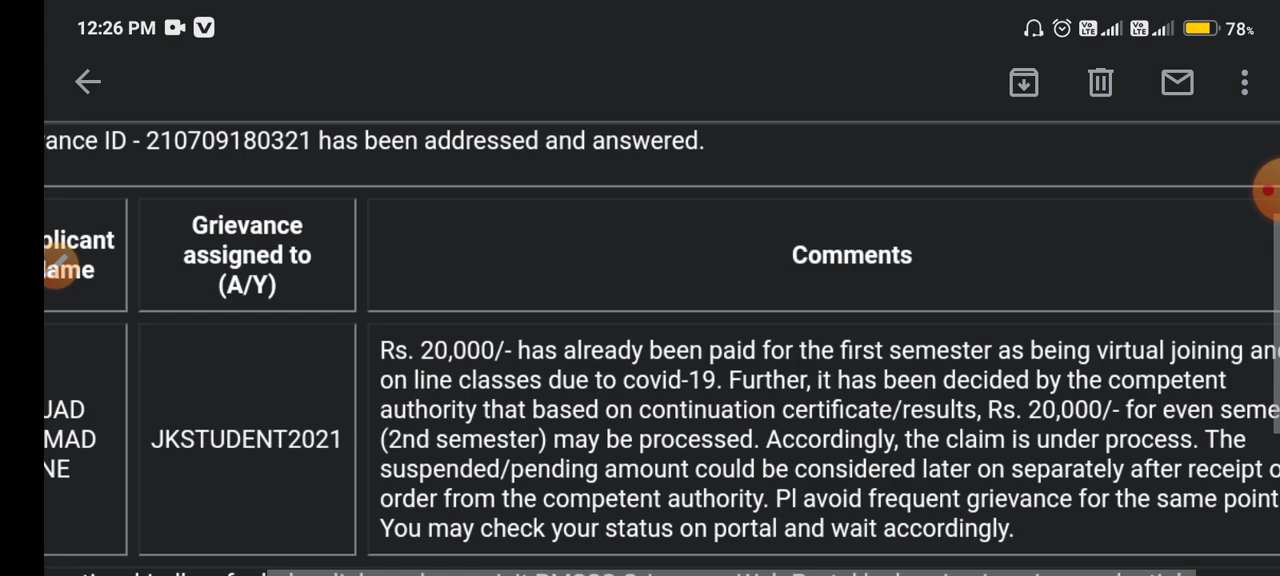 12:26 PM
Vo LTE
Vo LTE
78%
ance ID - 210709180321 has been addressed and answered.
plicant
ame
Grievance
assigned to
(A/Y)
Comments
JAD
MAD
NE
JKSTUDENT2021
Rs. 20,000/- has already been paid for the first semester as being virtual joining an
on line classes due to covid-19. Further, it has been decided by the competent
authority that based on continuation certificate/results, Rs. 20,000/- for even seme
(2nd semester) may be processed. Accordingly, the claim is under process. The
suspended/pending amount could be considered later on separately after receipt o
order from the competent authority. Pl avoid frequent grievance for the same point
You may check your status on portal and wait accordingly.